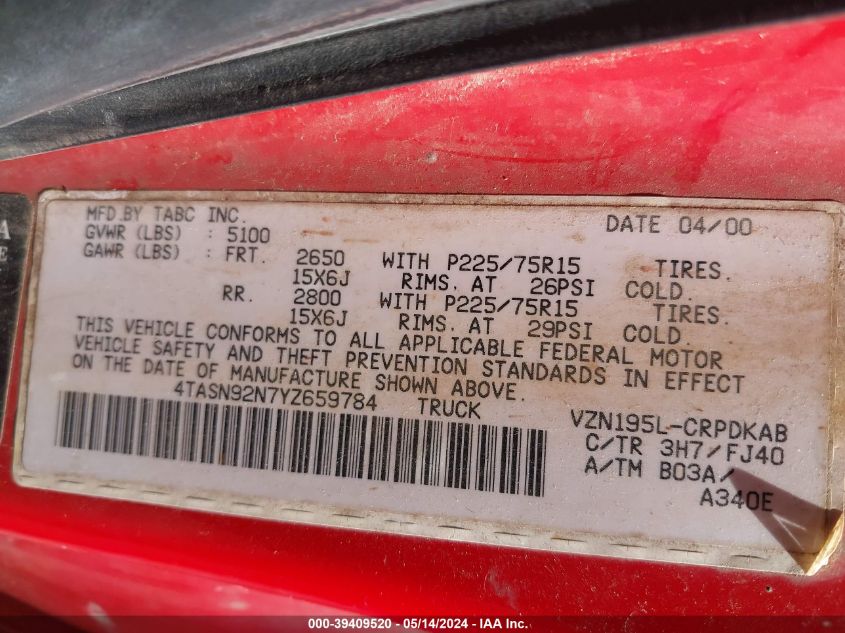 MFD.BY TABC INC. DATE 04/00
GVWR (LBS) : 5100
GAWR (LBS) : FRT. 2650 WITH P225/75R15 TIRES.
15X6J RIMS. AT 26PSI COLD.
RR. 2800 WITH P225/75R15 TIRES.
15X6J RIMS. AT 29PSI COLD.
THIS VEHICLE CONFORMS TO ALL APPLICABLE FEDERAL MOTOR
VEHICLE SAFETY AND THEFT PREVENTION STANDARDS IN EFFECT
ON THE DATE OF MANUFACTURE SHOWN ABOVE.
4TASN92N7YZ659784 TRUCK VZN195L-CRPDKAB
C/TR 3H7/FJ40
A/TM B03A/
A340E
000-39409520 - 05/14/2024 - IAA Inc.